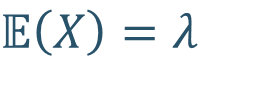 𝔼(X) = λ